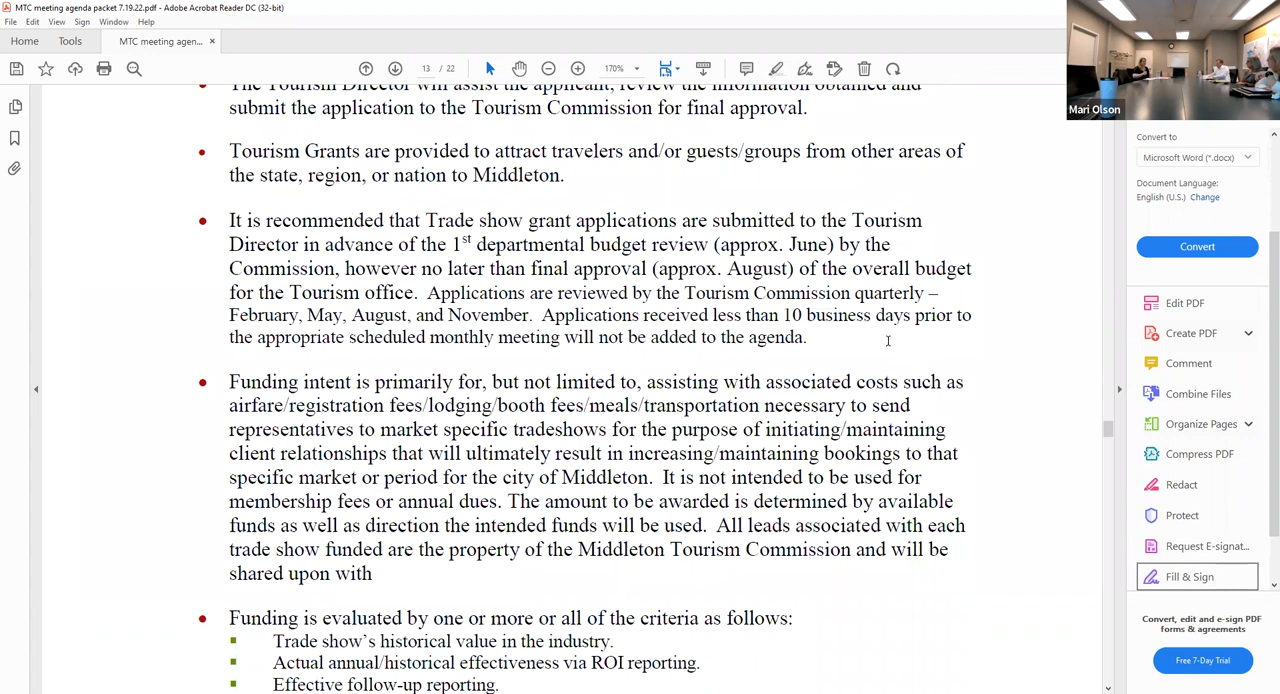 MTC meeting agenda packet 7.19.22.pdf - Adobe Acrobat Reader DC (32-bit)
File Edit View Sign Window Help
Home Tools MTC meeting agen... ×
13 / 22 170%
Mari Olson
The Tourism Director will assist the applicant, review the information obtained and
submit the application to the Tourism Commission for final approval.
• Tourism Grants are provided to attract travelers and/or guests/groups from other areas of
the state, region, or nation to Middleton.
• It is recommended that Trade show grant applications are submitted to the Tourism
Director in advance of the 1st departmental budget review (approx. June) by the
Commission, however no later than final approval (approx. August) of the overall budget
for the Tourism office. Applications are reviewed by the Tourism Commission quarterly –
February, May, August, and November. Applications received less than 10 business days prior to
the appropriate scheduled monthly meeting will not be added to the agenda.
• Funding intent is primarily for, but not limited to, assisting with associated costs such as
airfare/registration fees/lodging/booth fees/meals/transportation necessary to send
representatives to market specific tradeshows for the purpose of initiating/maintaining
client relationships that will ultimately result in increasing/maintaining bookings to that
specific market or period for the city of Middleton. It is not intended to be used for
membership fees or annual dues. The amount to be awarded is determined by available
funds as well as direction the intended funds will be used. All leads associated with each
trade show funded are the property of the Middleton Tourism Commission and will be
shared upon with
• Funding is evaluated by one or more or all of the criteria as follows:
Trade show's historical value in the industry.
Actual annual/historical effectiveness via ROI reporting.
Effective follow-up reporting.
Convert to
Microsoft Word (*.docx)
Document Language:
English (U.S.) Change
Convert
Edit PDF
Create PDF
Comment
Combine Files
Organize Pages
Compress PDF
Redact
Protect
Request E-signat...
Fill & Sign
Convert, edit and e-sign PDF
forms & agreements
Free 7-Day Trial